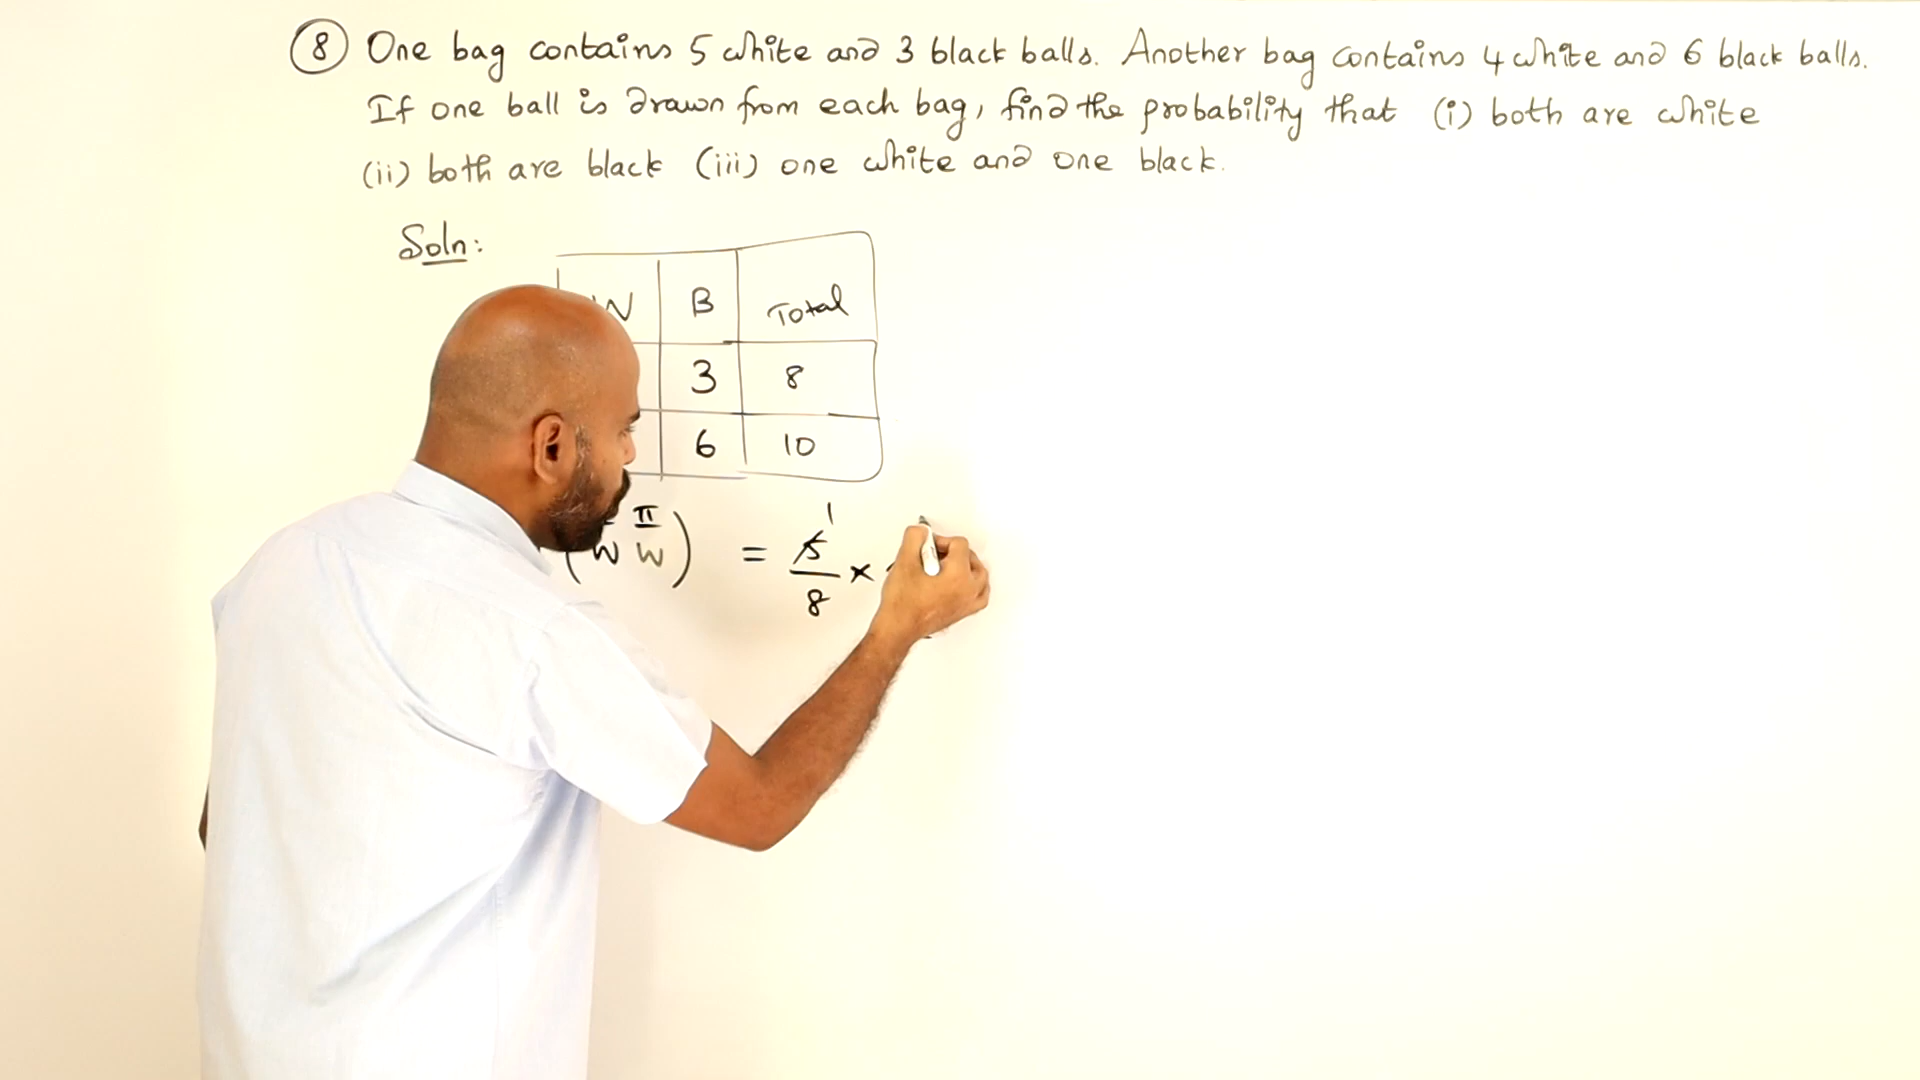 ⑧ One bag contains 5 white and 3 black balls. Another bag contains 4 white and 6 black balls.
If one ball is drawn from each bag, find the probability that (i) both are white
(ii) both are black (iii) one white and one black.
Soln:
W B Total
3 8
6 10
II 1
(W W) = 5/8 ×